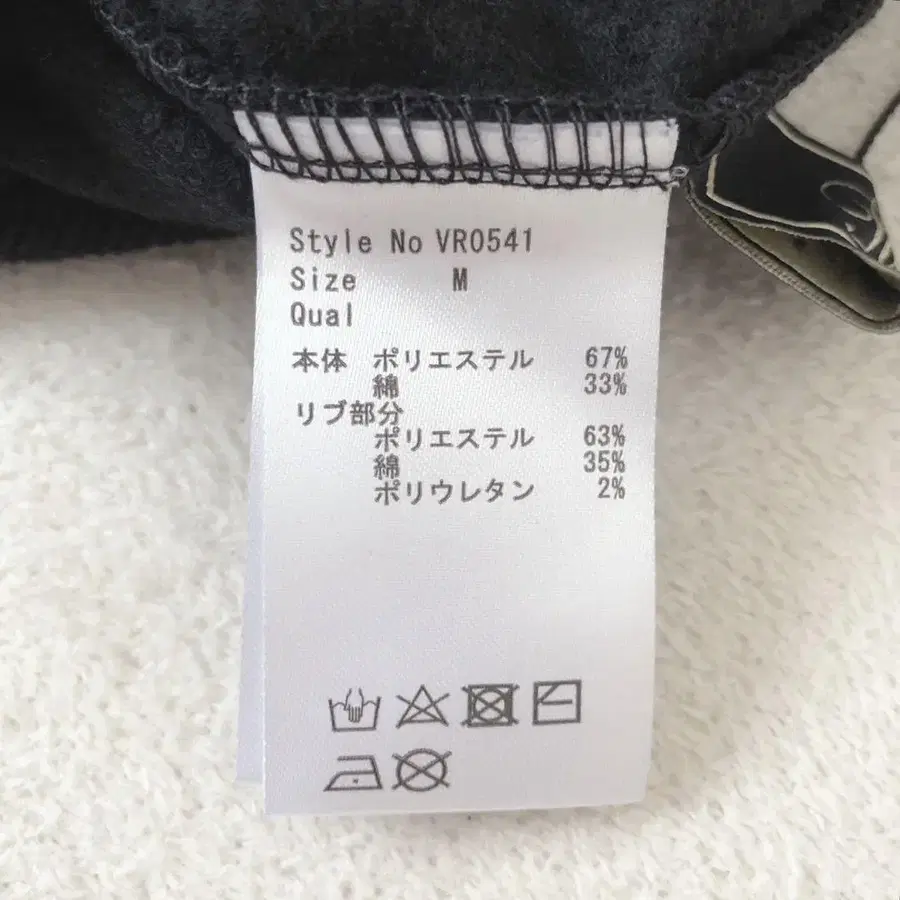 Style No VR0541
Size M
Qual
本体 ポリエステル 67%
綿 33%
リブ部分
ポリエステル 63%
綿 35%
ポリウレタン 2%